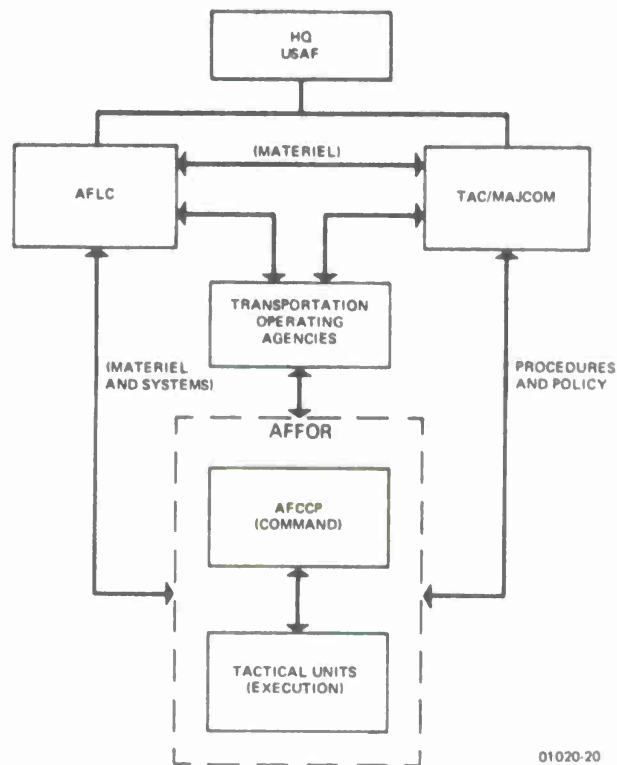 HQ
USAF
(MATERIEL)
AFLC
TAC/MAJCOM
TRANSPORTATION
OPERATING
AGENCIES
(MATERIEL
AND SYSTEMS)
PROCEDURES
AND POLICY
AFFOR
AFCCP
(COMMAND)
TACTICAL UNITS
(EXECUTION)
01020-20